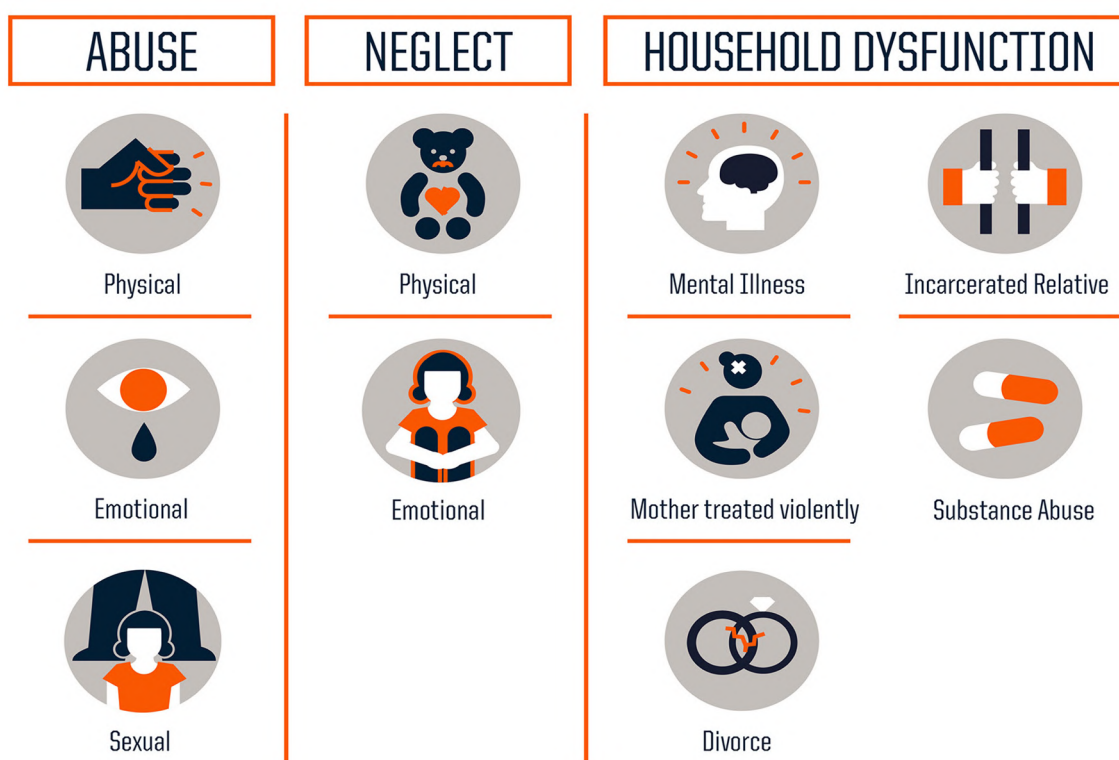 ABUSE
Physical
Emotional
Sexual
NEGLECT
Physical
Emotional
HOUSEHOLD DYSFUNCTION
Mental Illness
Incarcerated Relative
Mother treated violently
Substance Abuse
Divorce